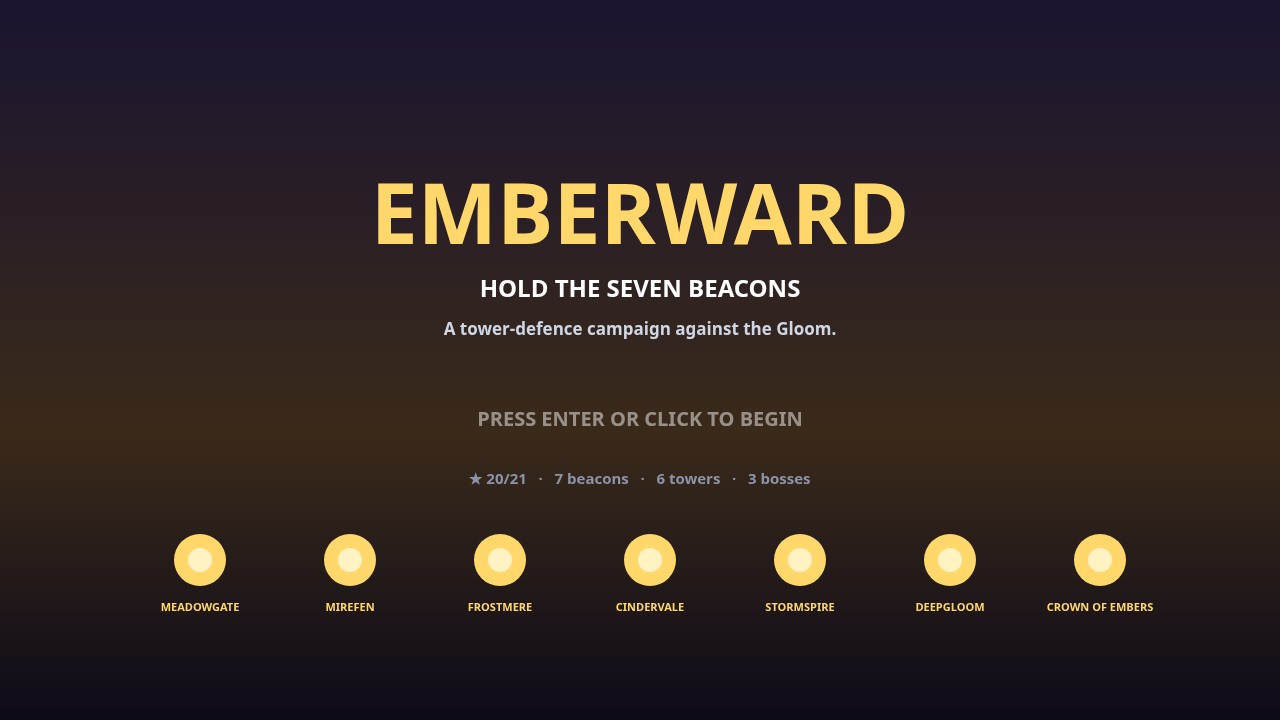 EMBERWARD
HOLD THE SEVEN BEACONS
A tower-defence campaign against the Gloom.
PRESS ENTER OR CLICK TO BEGIN
★ 20/21 · 7 beacons · 6 towers · 3 bosses
MEADOWGATE MIREFEN FROSTMERE CINDERVALE STORMSPIRE DEEPGLOOM CROWN OF EMBERS